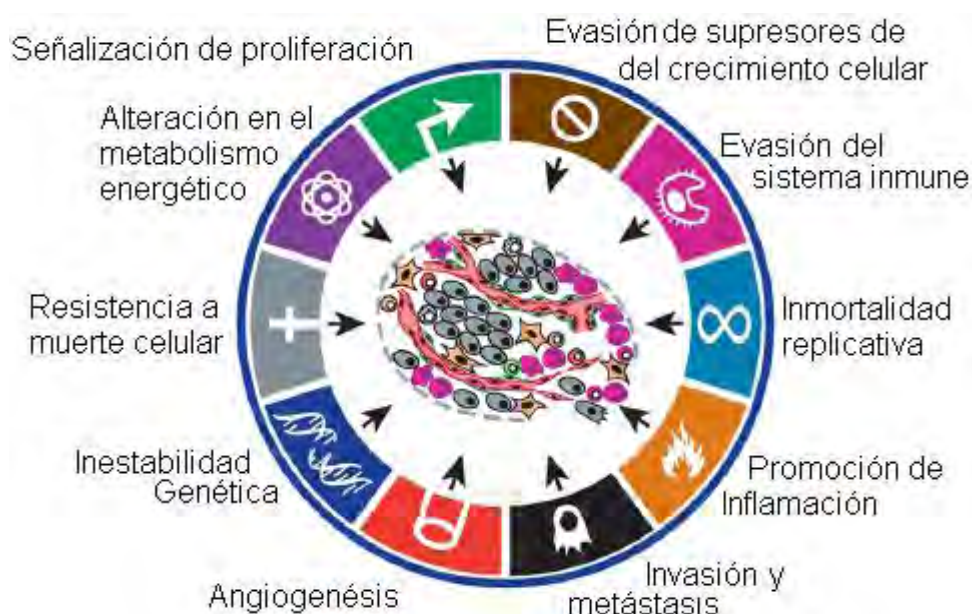 Señalización de proliferación
Evasión de supresores de
del crecimiento celular
Alteración en el
metabolismo
energético
Evasión del
sistema inmune
Resistencia a
muerte celular
Inmortalidad
replicativa
Inestabilidad
Genética
Promoción de
Inflamación
Angiogenésis
Invasión y
metástasis